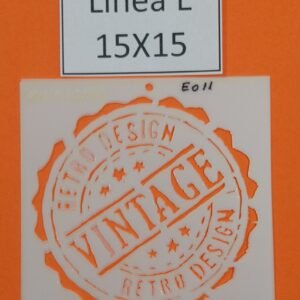 Linea L
15X15
E011
RETRO DESIGN
VINTAGE
RETRO DESIGN